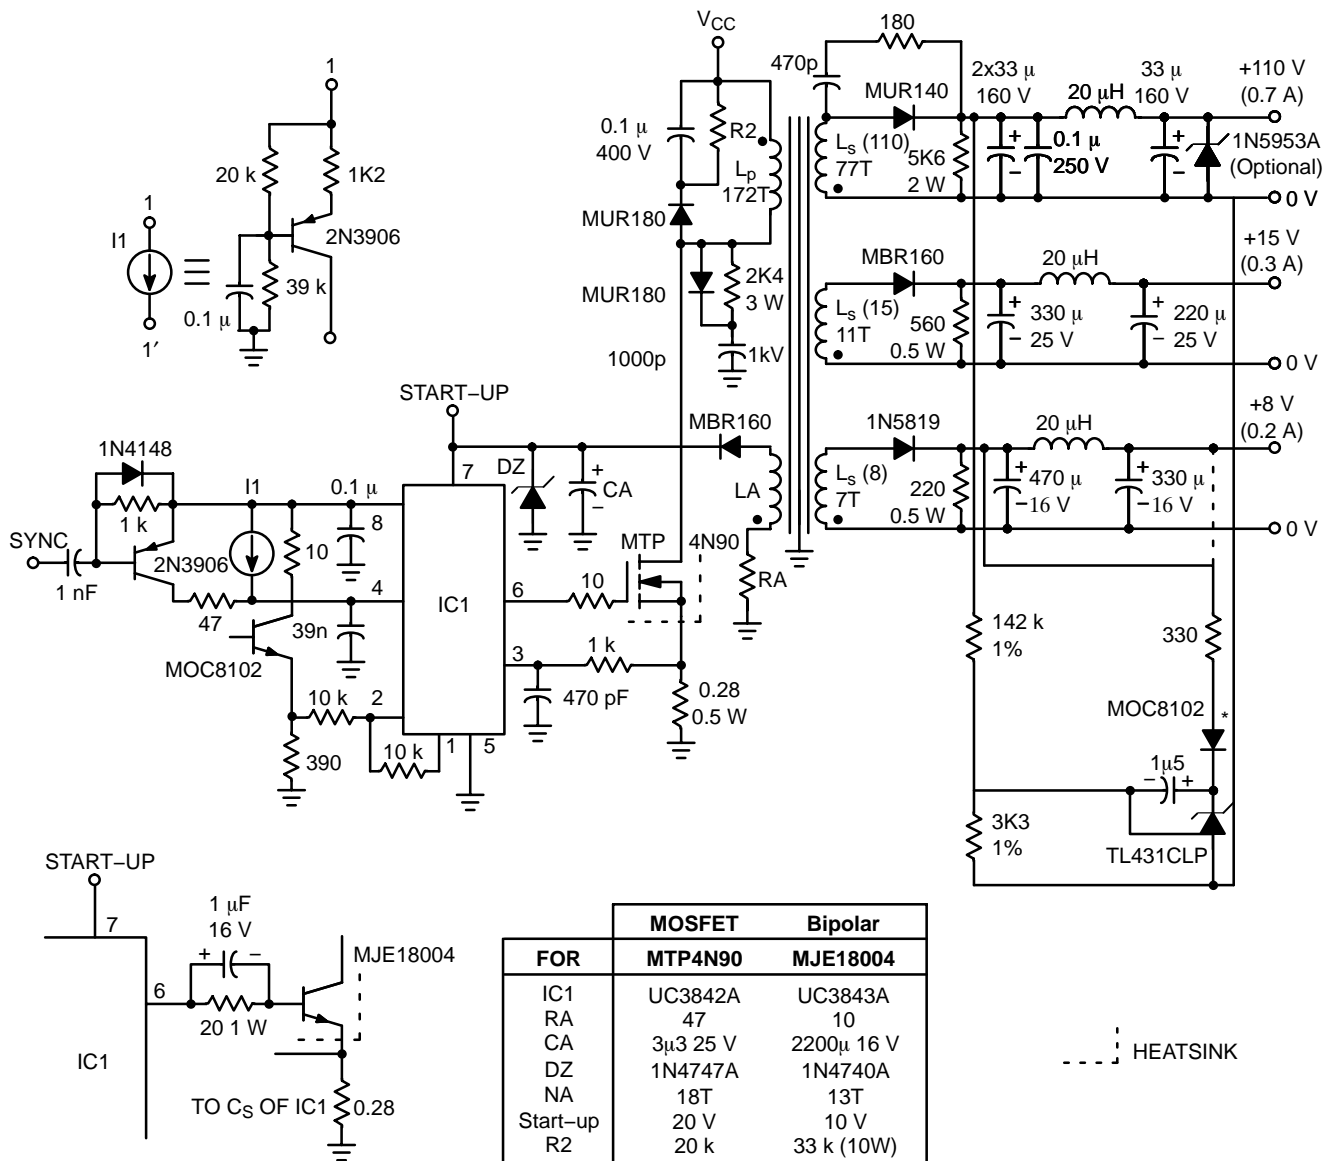 V_CC
180
470p
MUR140
2x33 µ
160 V
20 µH
33 µ
160 V
+110 V
(0.7 A)
1
20 k
1K2
2N3906
1
I1
1′
0.1 µ
39 k
0.1 µ
400 V
R2
L_p
172T
MUR180
L_s (110)
77T
5K6
2 W
+
−
0.1 µ
250 V
+
−
1N5953A
(Optional)
0 V
MUR180
2K4
3 W
1000p
1kV
MBR160
20 µH
+15 V
(0.3 A)
L_s (15)
11T
560
0.5 W
+
330 µ
−
25 V
+
220 µ
−
25 V
0 V
START−UP
MBR160
1N5819
20 µH
+8 V
(0.2 A)
1N4148
1 k
I1
0.1 µ
7
DZ
+
CA
−
LA
L_s (8)
7T
220
0.5 W
+
470 µ
−16 V
+
330 µ
−16 V
0 V
SYNC
1 nF
2N3906
47
10
8
4
39n
IC1
6
10
MTP
4N90
RA
MOC8102
3
1 k
470 pF
0.28
0.5 W
10 k
2
390
10 k
1
5
142 k
1%
330
MOC8102
*
1µ5
−
+
3K3
1%
TL431CLP
START−UP
7
1 µF
16 V
+
−
MJE18004
6
20 1 W
IC1
TO C_S OF IC1
0.28
MOSFET Bipolar
FOR MTP4N90 MJE18004
IC1 UC3842A UC3843A
RA 47 10
CA 3µ3 25 V 2200µ 16 V
DZ 1N4747A 1N4740A
NA 18T 13T
Start−up 20 V 10 V
R2 20 k 33 k (10W)
HEATSINK